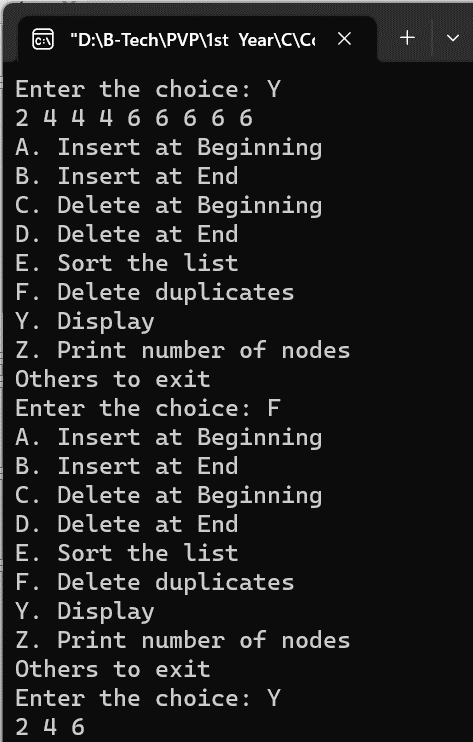 "D:\B-Tech\PVP\1st Year\C\Cc
Enter the choice: Y
2 4 4 4 6 6 6 6 6
A. Insert at Beginning
B. Insert at End
C. Delete at Beginning
D. Delete at End
E. Sort the list
F. Delete duplicates
Y. Display
Z. Print number of nodes
Others to exit
Enter the choice: F
A. Insert at Beginning
B. Insert at End
C. Delete at Beginning
D. Delete at End
E. Sort the list
F. Delete duplicates
Y. Display
Z. Print number of nodes
Others to exit
Enter the choice: Y
2 4 6